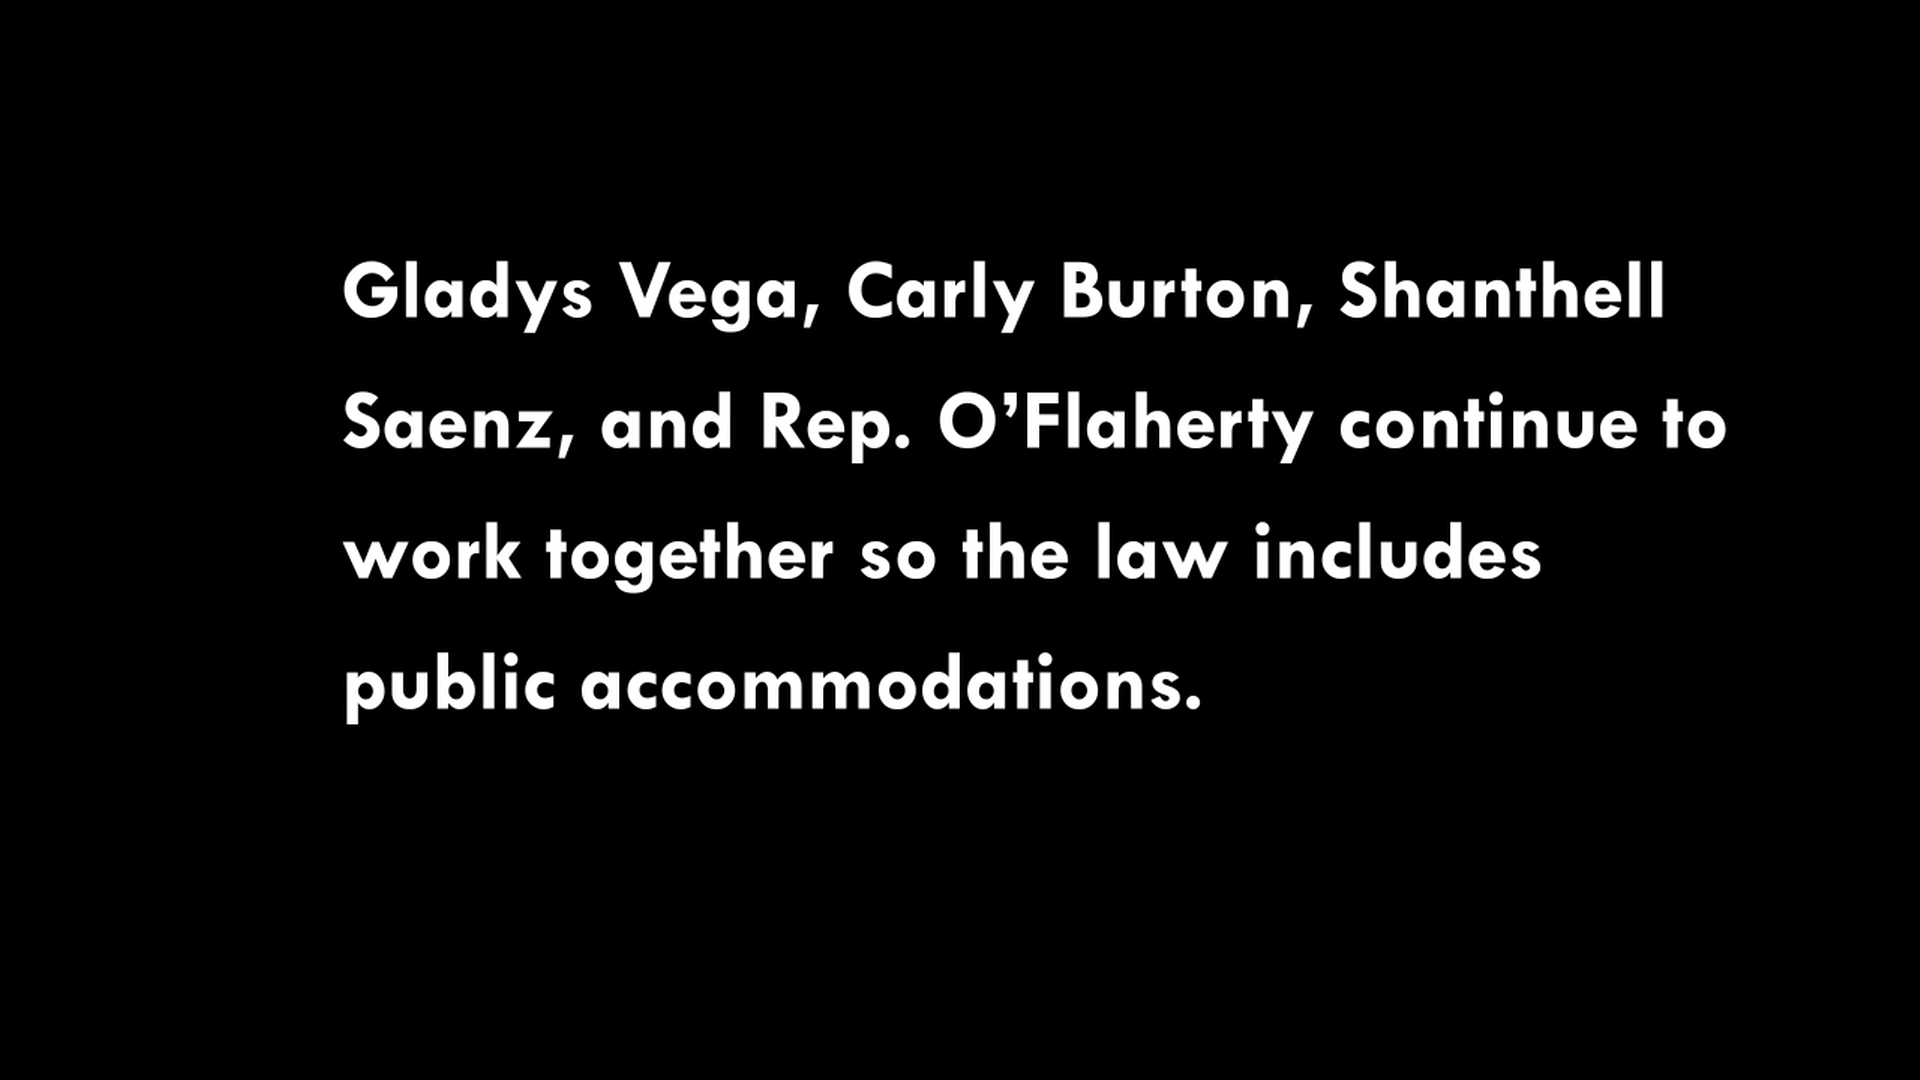 Gladys Vega, Carly Burton, Shanthell
Saenz, and Rep. O’Flaherty continue to
work together so the law includes
public accommodations.